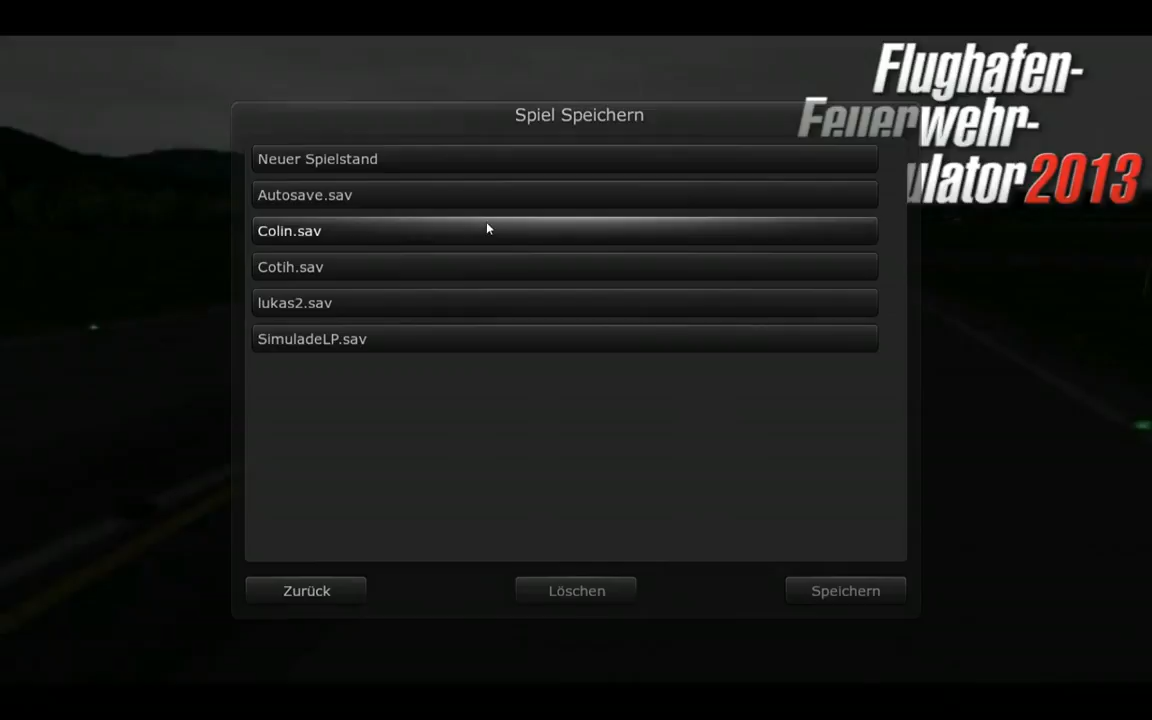 Flughafen-
Feuerwehr-
ulator 2013
Spiel Speichern
Neuer Spielstand
Autosave.sav
Colin.sav
Cotih.sav
lukas2.sav
SimuladeLP.sav
Zurück
Löschen
Speichern